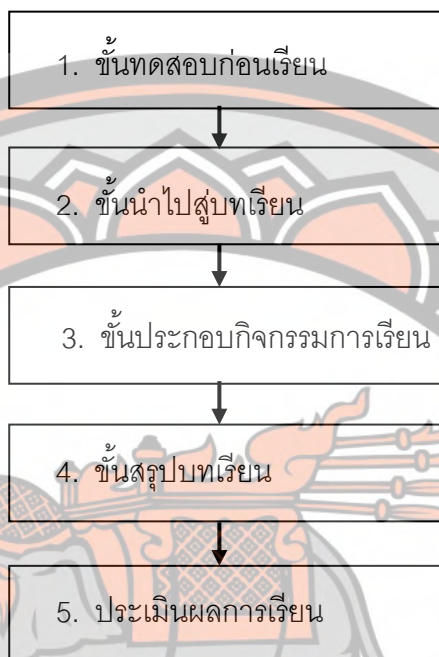 1. ขั้นทดสอบก่อนเรียน
2. ขั้นนำไปสู่บทเรียน
3. ขั้นประกอบกิจกรรมการเรียน
4. ขั้นสรุปบทเรียน
5. ประเมินผลการเรียน